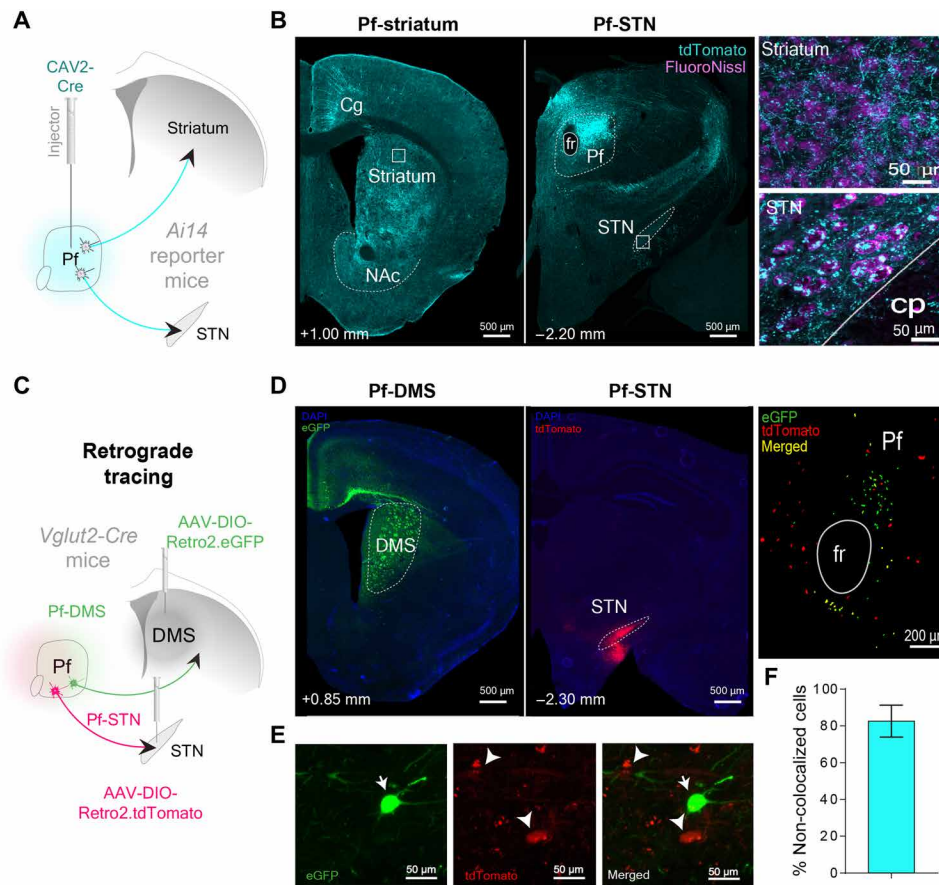 A
CAV2-
Cre
Injector
Striatum
Pf
Ai14
reporter
mice
STN
B
Pf-striatum
Pf-STN
tdTomato
FluoroNissl
Cg
Striatum
NAc
+1.00 mm
500 µm
fr
Pf
STN
−2.20 mm
500 µm
Striatum
50 µm
STN
cp
50 µm
C
Retrograde
tracing
Vglut2-Cre
mice
AAV-DIO-
Retro2.eGFP
Pf-DMS
DMS
Pf
Pf-STN
STN
AAV-DIO-
Retro2.tdTomato
D
Pf-DMS
Pf-STN
DAPI
eGFP
DMS
+0.85 mm
500 µm
DAPI
tdTomato
STN
−2.30 mm
500 µm
eGFP
tdTomato
Merged
Pf
fr
200 µm
E
eGFP
50 µm
tdTomato
50 µm
Merged
50 µm
F
% Non-colocalized cells
100
80
60
40
20
0